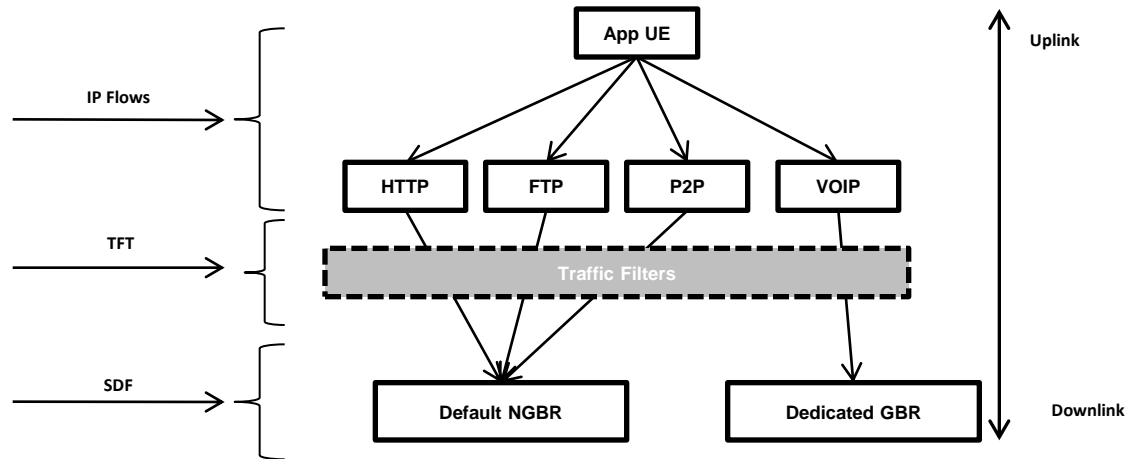 App UE
Uplink
IP Flows
HTTP
FTP
P2P
VOIP
TFT
Traffic Filters
SDF
Default NGBR
Dedicated GBR
Downlink